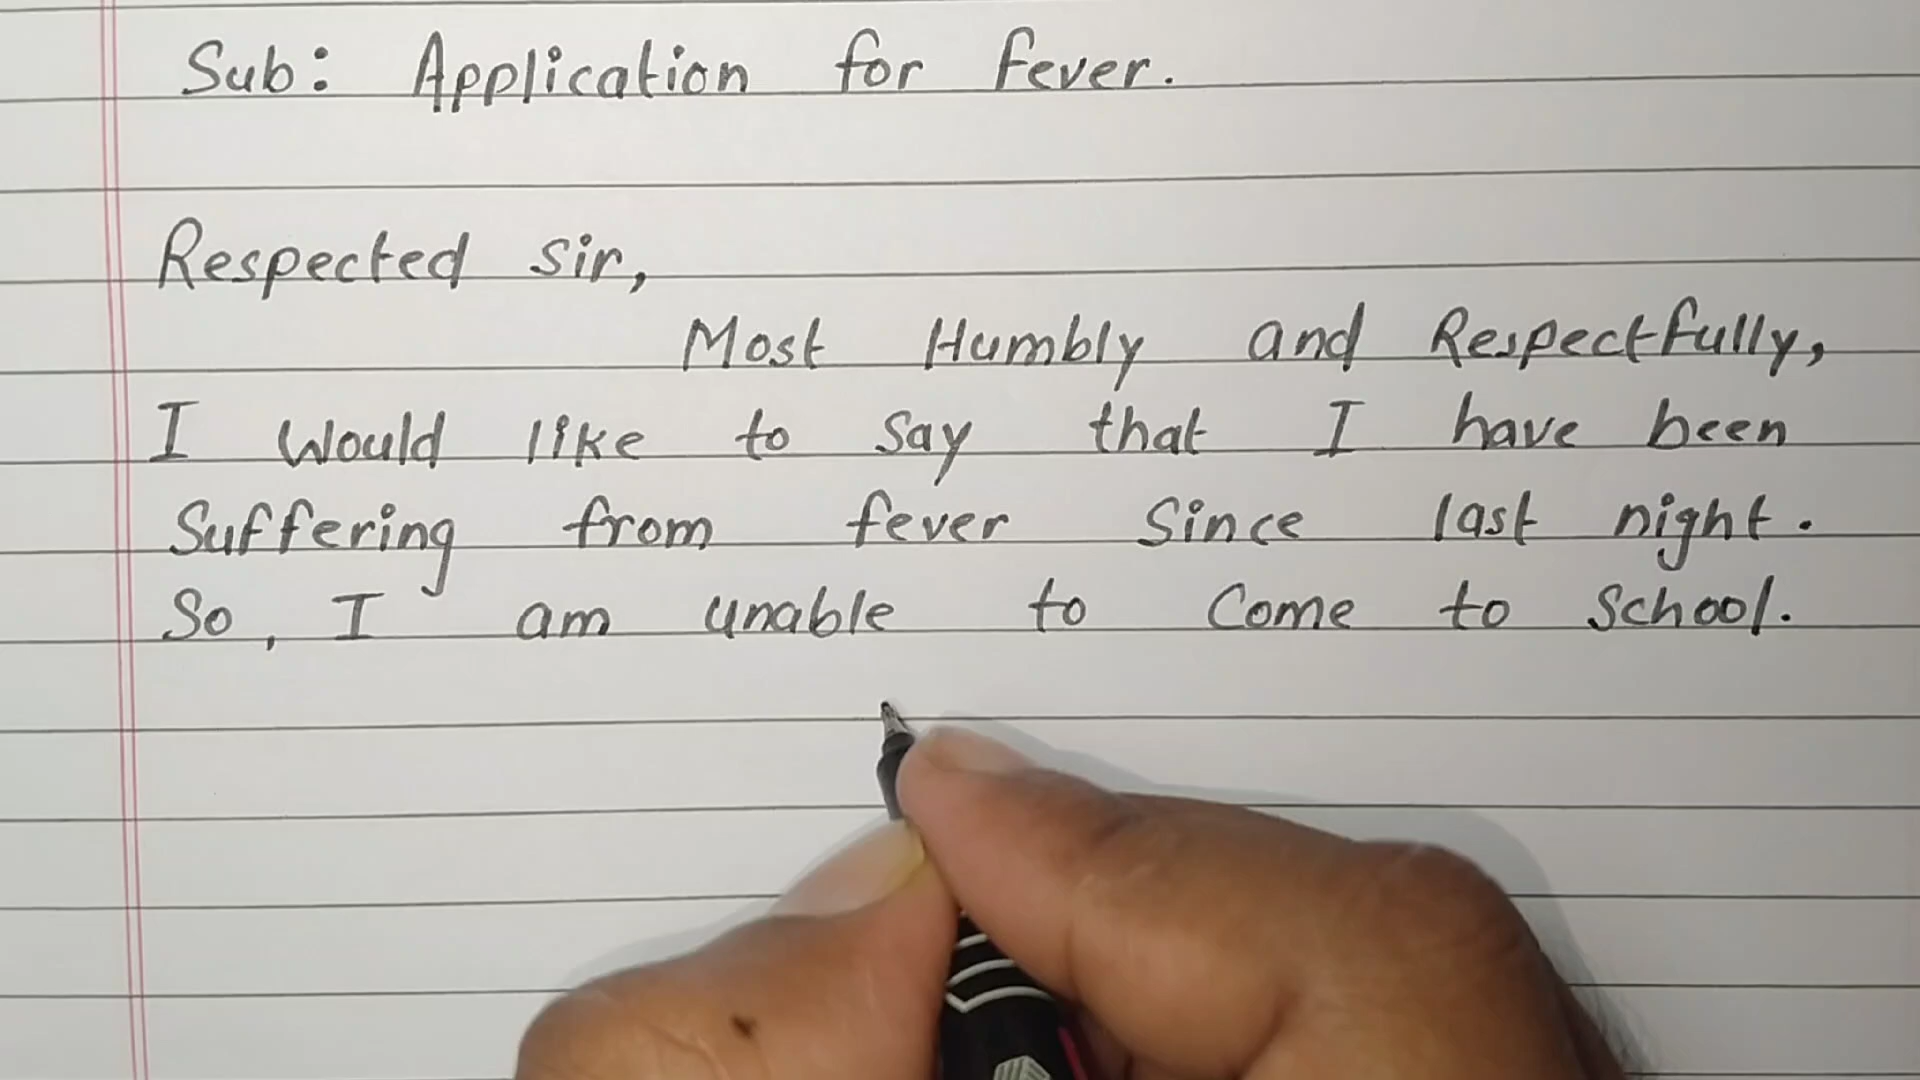 Sub: Application for fever.
Respected Sir,
Most Humbly and Respectfully,
I would like to say that I have been
Suffering from fever Since last night.
So, I am unable to Come to School.